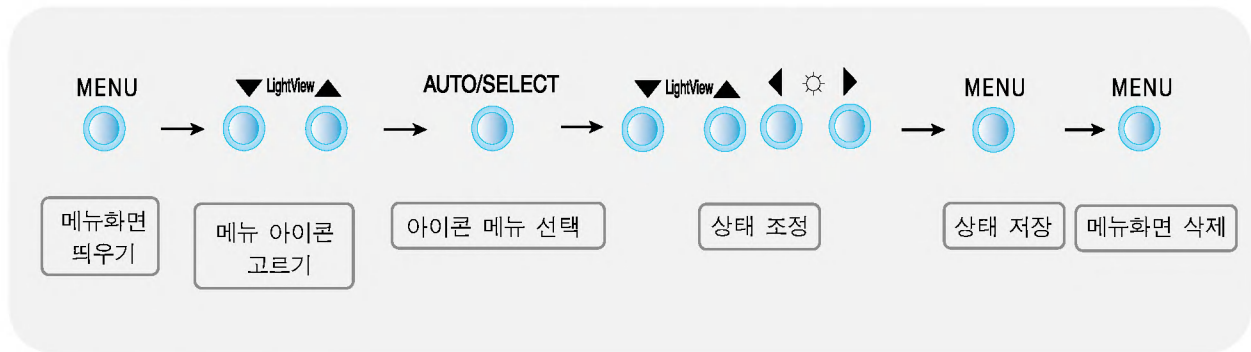 MENU
▼ LightView ▲
AUTO/SELECT
▼ LightView ▲
◀ ☼ ▶
MENU
MENU
메뉴화면
띄우기
메뉴 아이콘
고르기
아이콘 메뉴 선택
상태 조정
상태 저장
메뉴화면 삭제